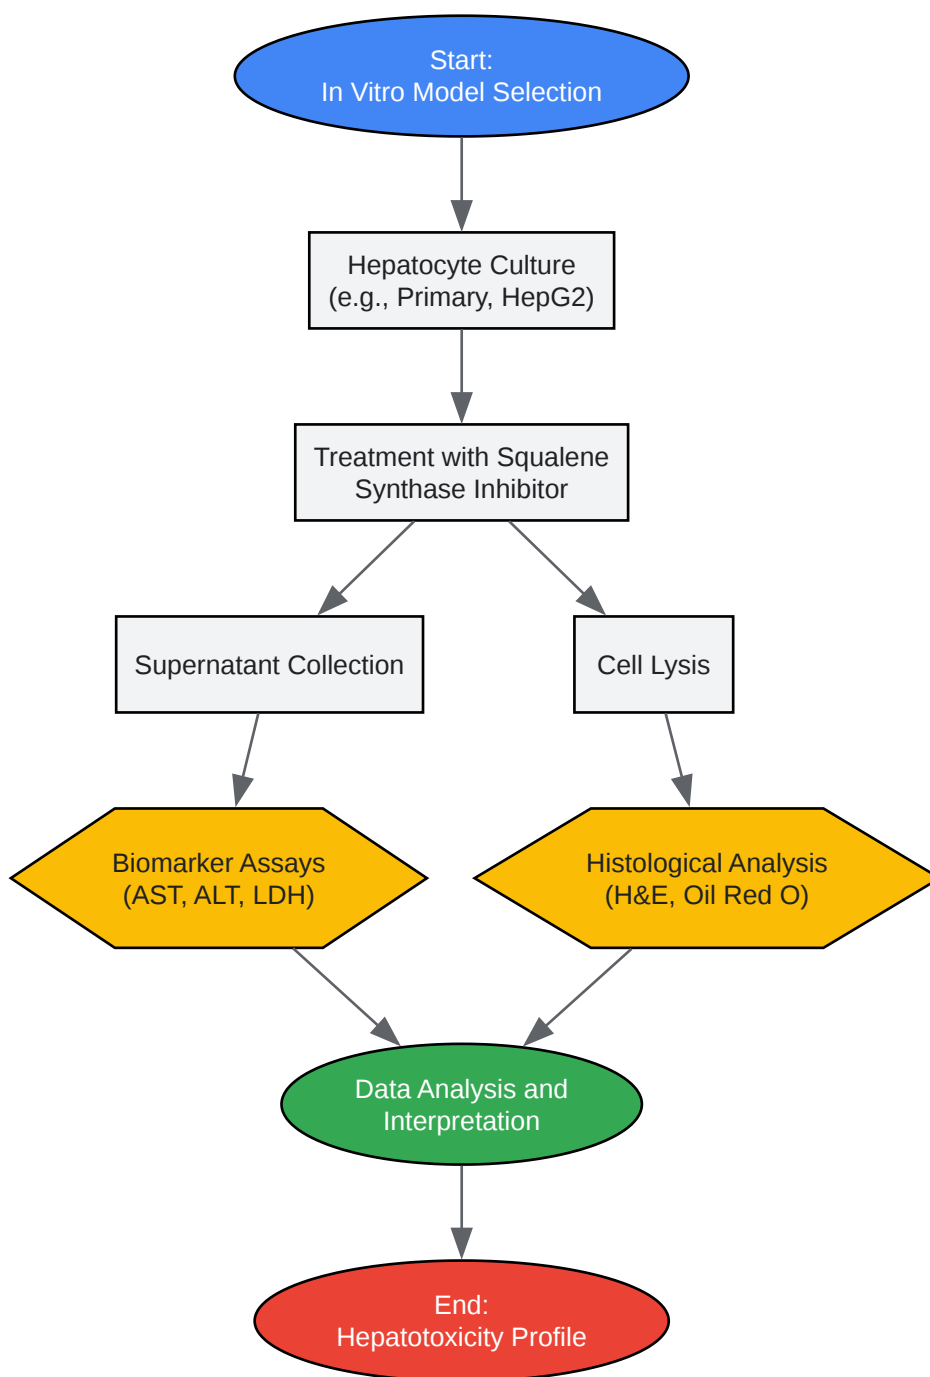 Start:
In Vitro Model Selection
Hepatocyte Culture
(e.g., Primary, HepG2)
Treatment with Squalene
Synthase Inhibitor
Supernatant Collection
Cell Lysis
Biomarker Assays
(AST, ALT, LDH)
Histological Analysis
(H&E, Oil Red O)
Data Analysis and
Interpretation
End:
Hepatotoxicity Profile